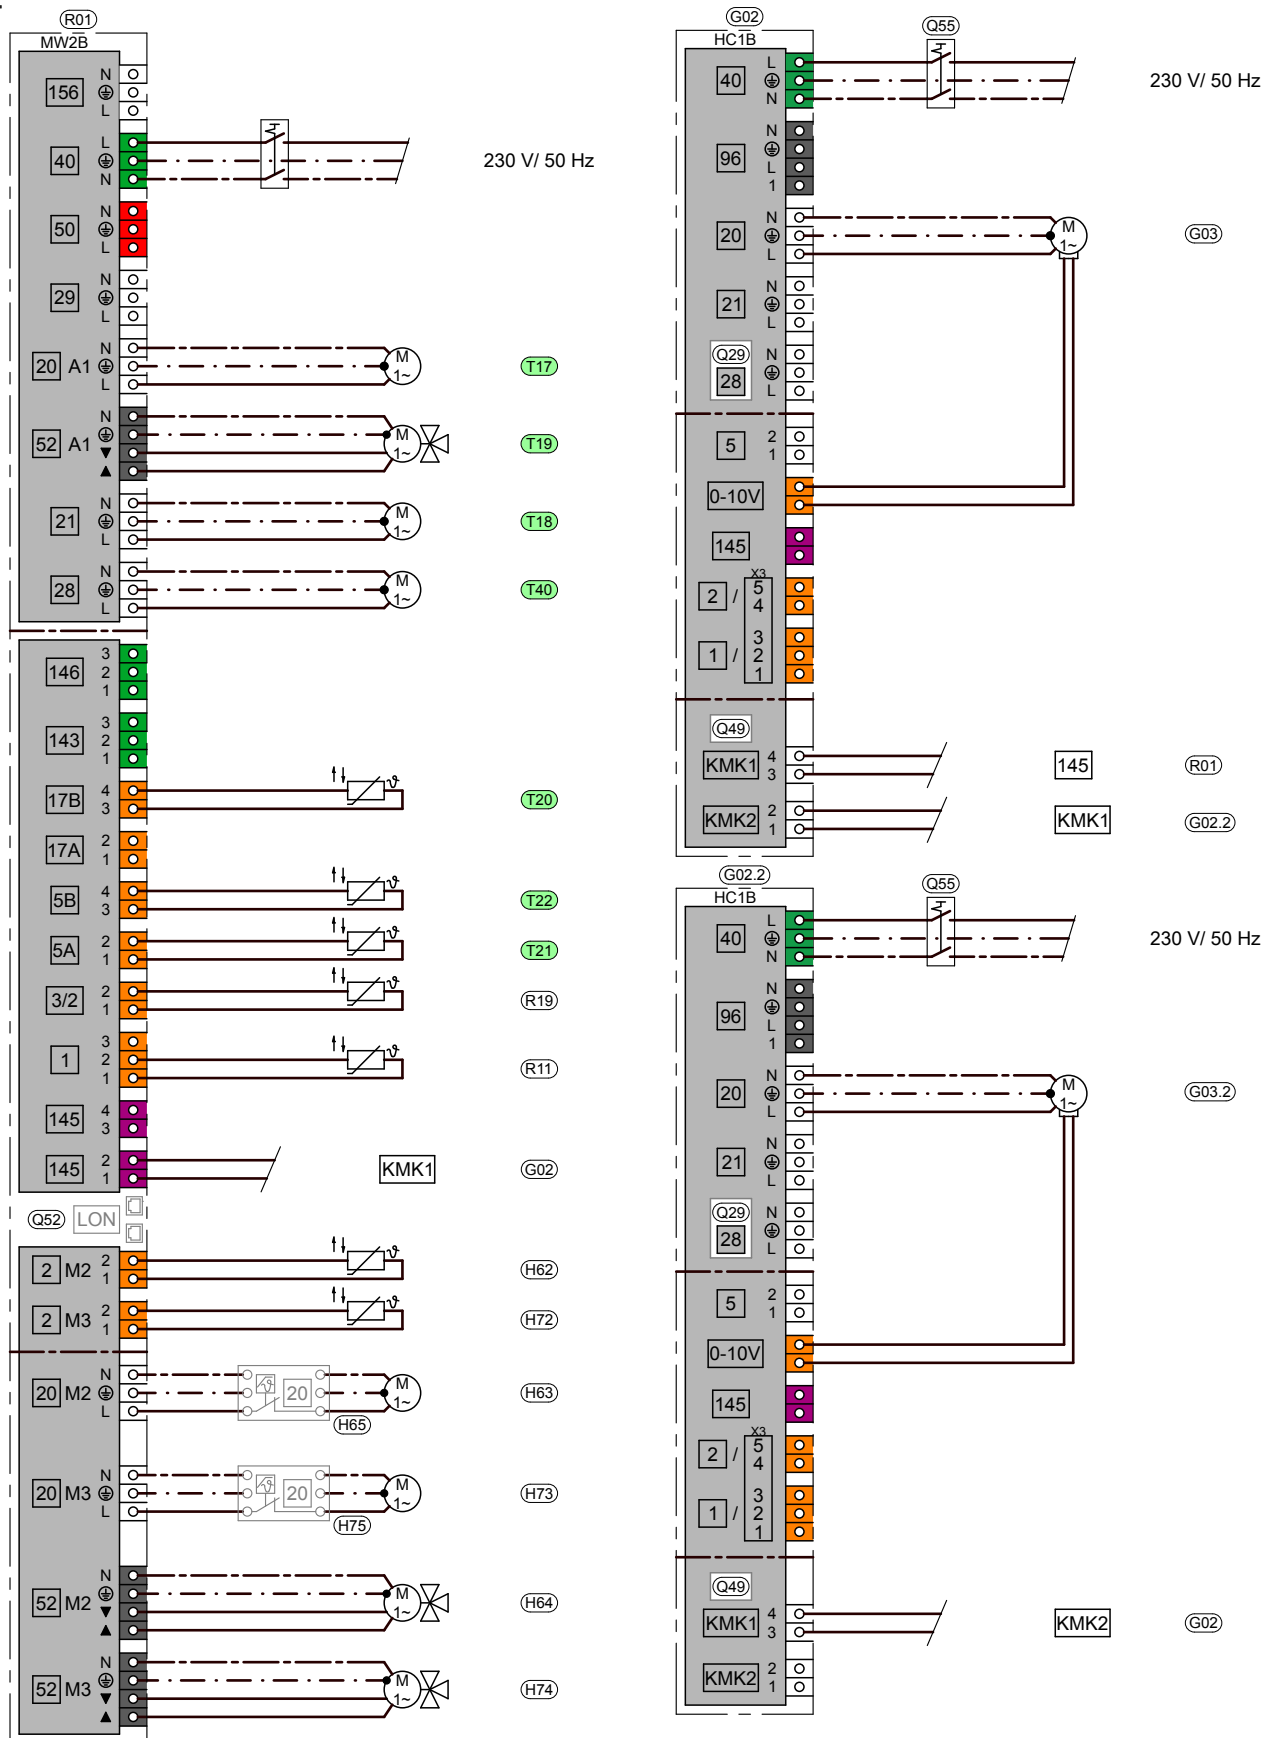 R01
MW2B
N
156
L
L
40
N
230 V/ 50 Hz
N
50
L
N
29
L
N
20 A1
L
M
1~
T17
N
52 A1
▼
▲
M
1~
T19
N
21
L
M
1~
T18
N
28
L
M
1~
T40
3
146 2
1
3
143 2
1
17B 4
3
ϑ
T20
17A 2
1
5B 4
3
ϑ
T22
5A 2
1
ϑ
T21
3/2 2
1
ϑ
R19
3
1 2
1
ϑ
R11
145 4
3
145 2
1
KMK1
G02
Q52 LON
2 M2 2
1
ϑ
H62
2 M3 2
1
ϑ
H72
N
20 M2
L
ϑ 20
H65
M
1~
H63
N
20 M3
L
ϑ 20
H75
M
1~
H73
N
52 M2
▼
▲
M
1~
H64
N
52 M3
▼
▲
M
1~
H74
G02
HC1B
Q55
L
40
N
230 V/ 50 Hz
N
96
L
1
N
20
L
M
1~
G03
N
21
L
Q29 N
28
L
5 2
1
0-10V
145
X3
2 / 5
4
3
1 / 2
1
Q49
KMK1 4
3
145
R01
KMK2 2
1
KMK1
G02.2
G02.2
HC1B
Q55
L
40
N
230 V/ 50 Hz
N
96
L
1
N
20
L
M
1~
G03.2
N
21
L
Q29 N
28
L
5 2
1
0-10V
145
X3
2 / 5
4
3
1 / 2
1
Q49
KMK1 4
3
KMK2
G02
KMK2 2
1